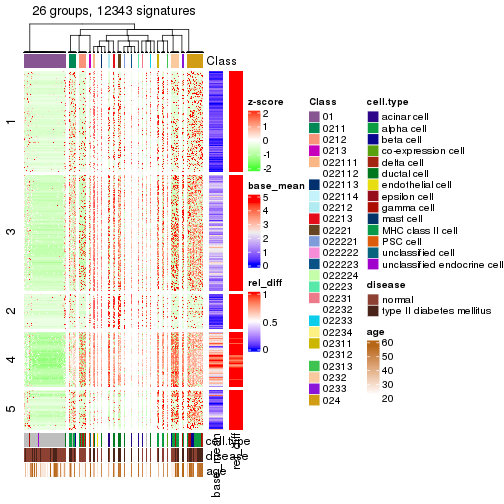 26 groups, 12343 signatures
Class
1
3
2
4
5
cell.type
disease
age
base_mean
rel_diff
z-score
2
1
0
-1
-2
base_mean
5
4
3
2
1
0
rel_diff
1
0.5
0
Class
01
0211
0212
0213
022111
022112
022113
022114
02212
02213
02221
022221
022222
022223
022224
02223
02231
02232
02233
02234
02311
02312
02313
0232
0233
024
cell.type
acinar cell
alpha cell
beta cell
co-expression cell
delta cell
ductal cell
endothelial cell
epsilon cell
gamma cell
mast cell
MHC class II cell
PSC cell
unclassified cell
unclassified endocrine cell
disease
normal
type II diabetes mellitus
age
60
50
40
30
20